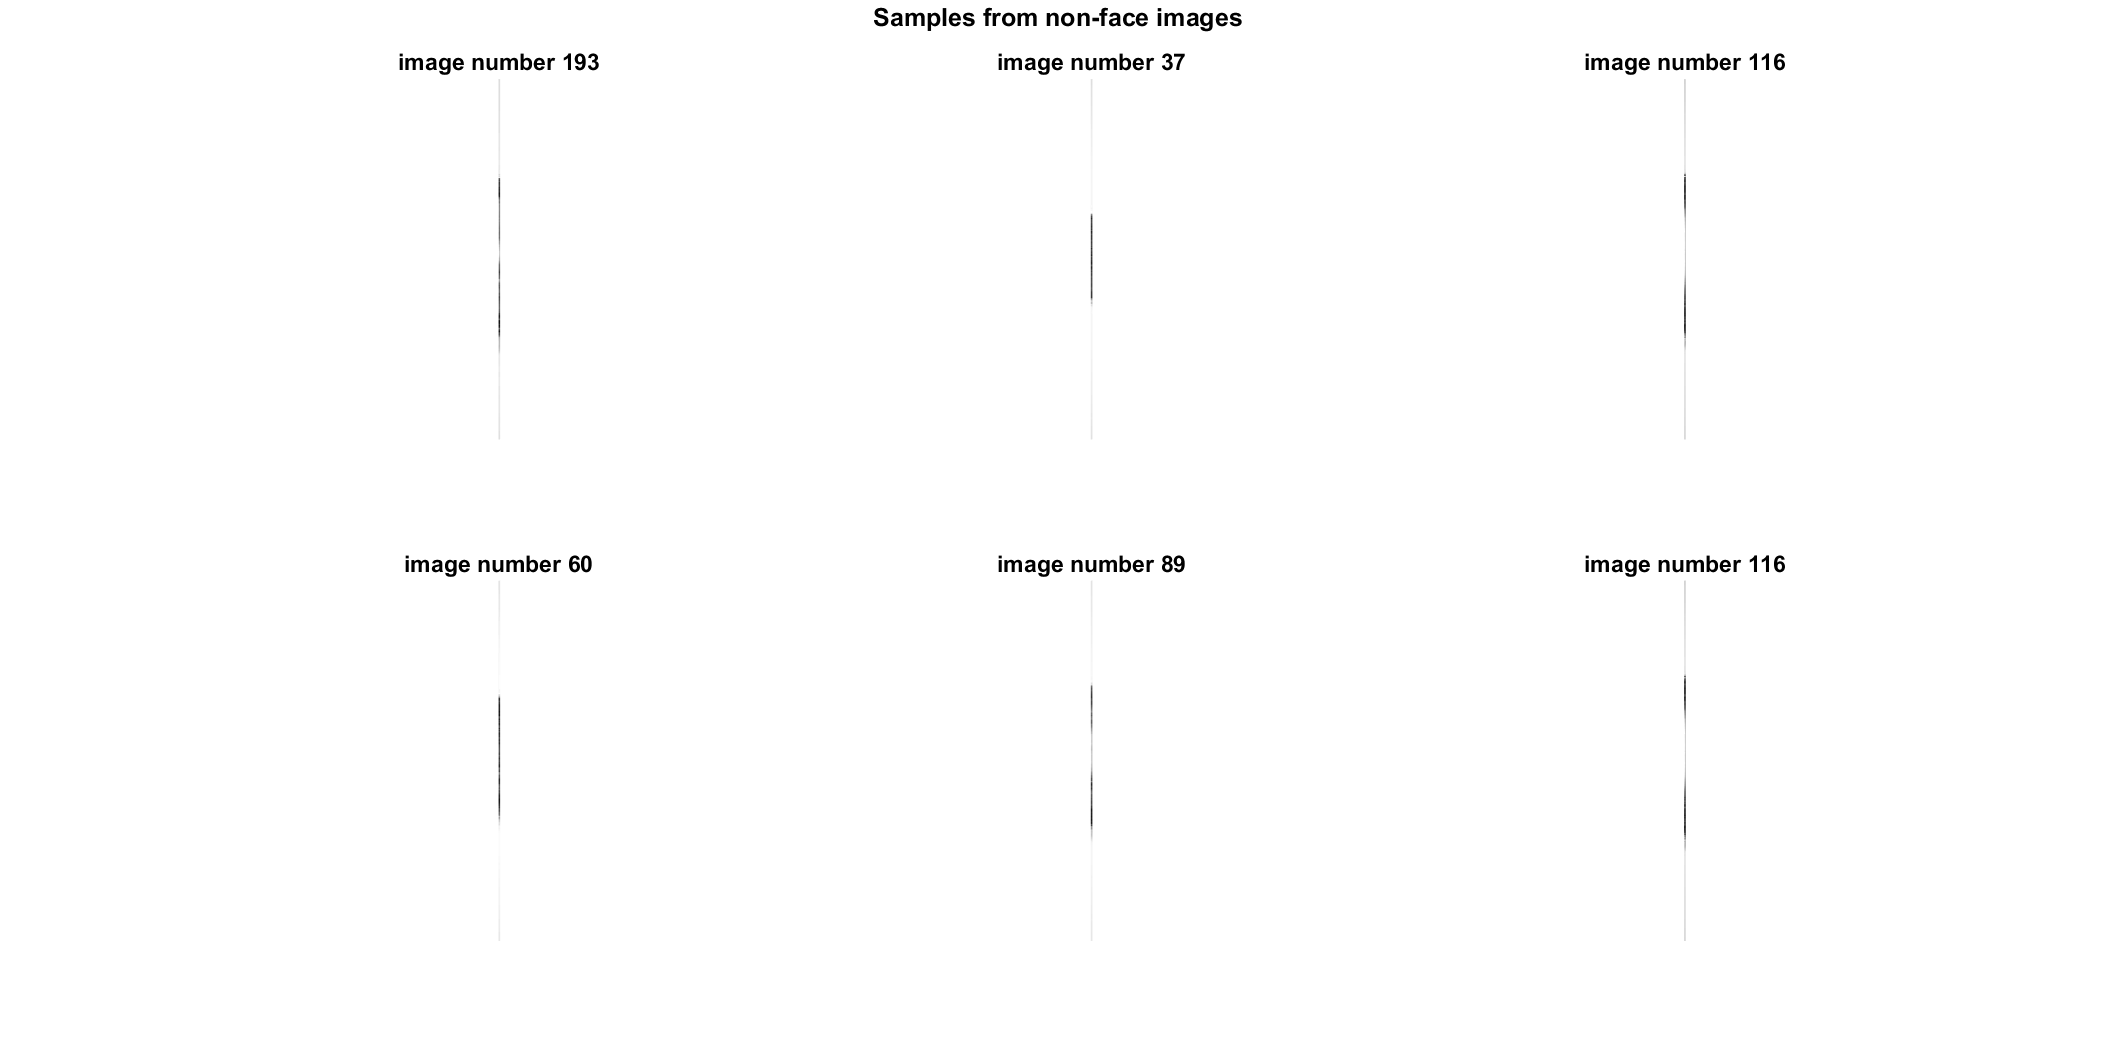 Samples from non-face images
image number 193
image number 37
image number 116
image number 60
image number 89
image number 116